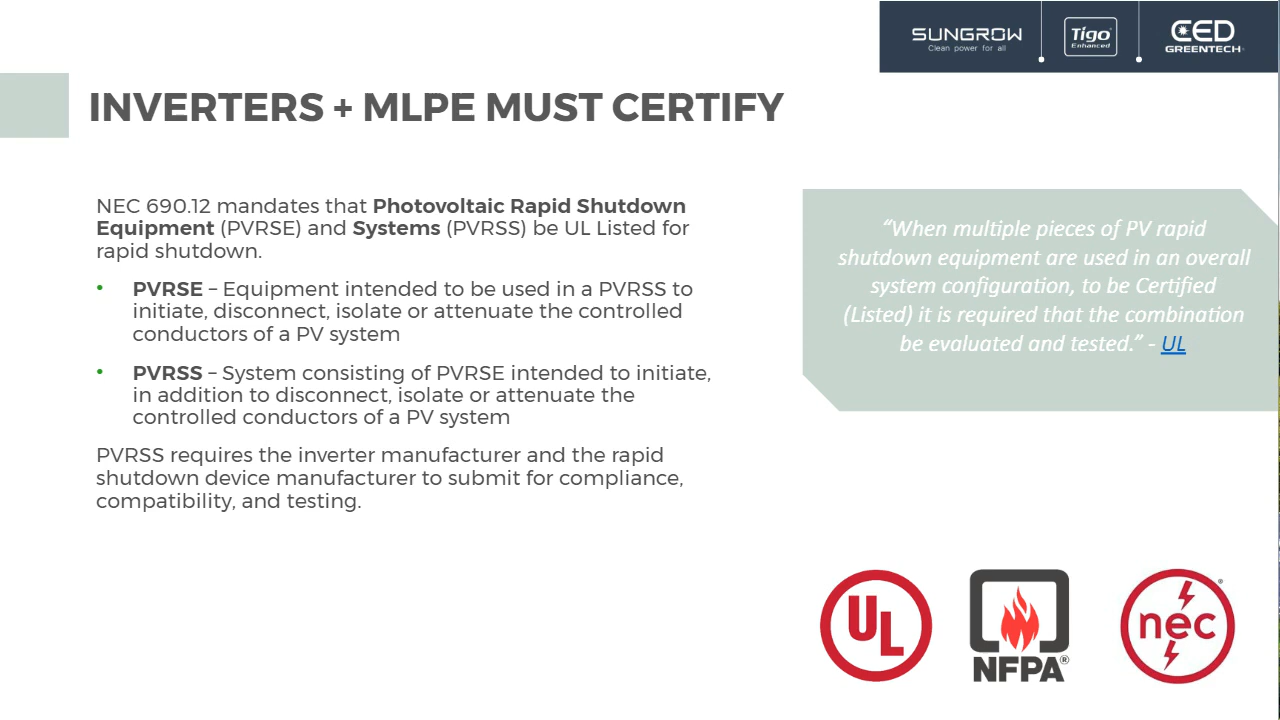 SUNGROW
Clean power for all
Tigo
Enhanced
CED
GREENTECH
INVERTERS + MLPE MUST CERTIFY
NEC 690.12 mandates that Photovoltaic Rapid Shutdown
Equipment (PVRSE) and Systems (PVRSS) be UL Listed for
rapid shutdown.
• PVRSE – Equipment intended to be used in a PVRSS to
initiate, disconnect, isolate or attenuate the controlled
conductors of a PV system
• PVRSS – System consisting of PVRSE intended to initiate,
in addition to disconnect, isolate or attenuate the
controlled conductors of a PV system
PVRSS requires the inverter manufacturer and the rapid
shutdown device manufacturer to submit for compliance,
compatibility, and testing.
“When multiple pieces of PV rapid
shutdown equipment are used in an overall
system configuration, to be Certified
(Listed) it is required that the combination
be evaluated and tested.” - UL
UL
NFPA®
nec®